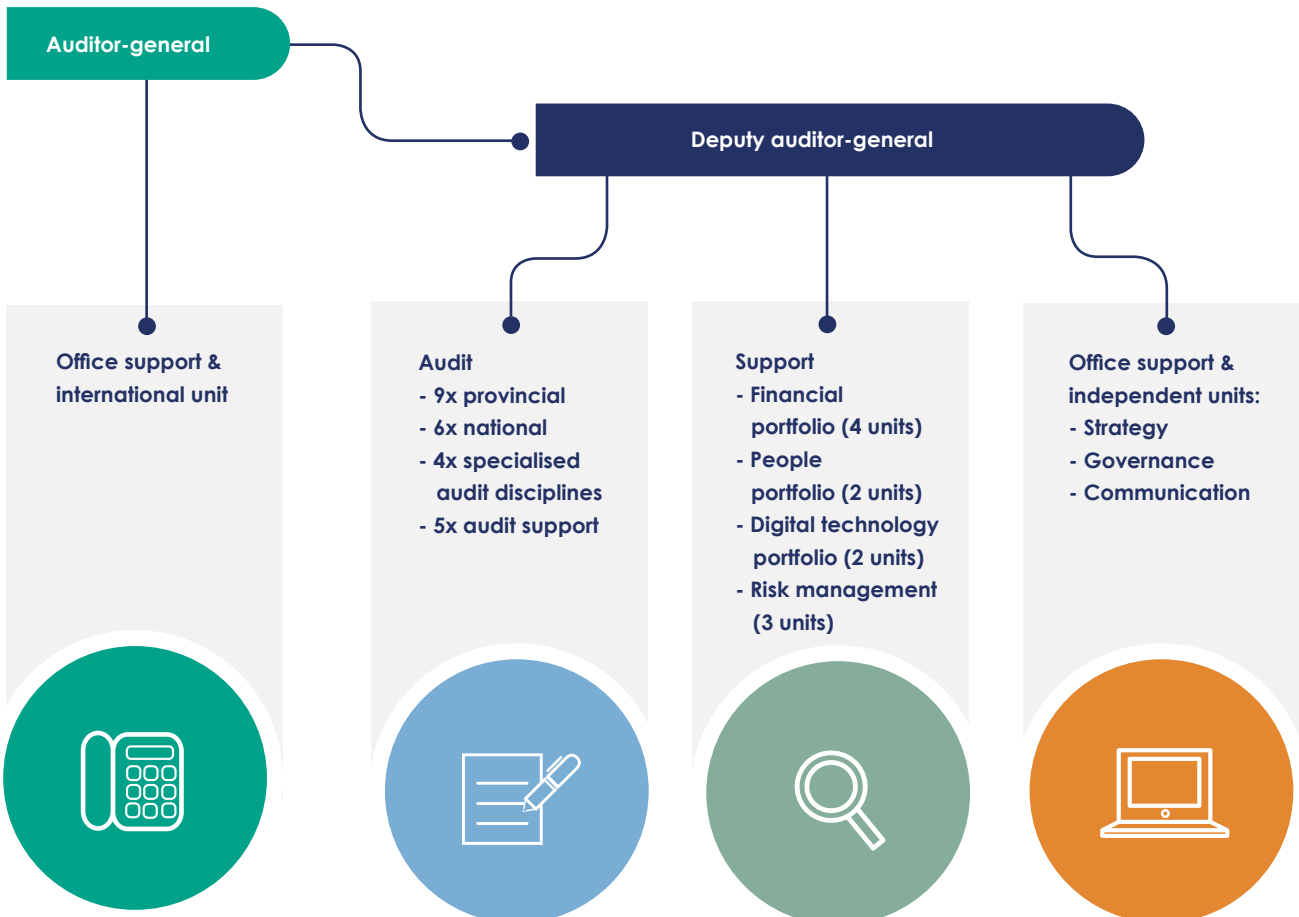 Auditor-general
Deputy auditor-general
Office support &
international unit
Audit
- 9x provincial
- 6x national
- 4x specialised
audit disciplines
- 5x audit support
Support
- Financial
portfolio (4 units)
- People
portfolio (2 units)
- Digital technology
portfolio (2 units)
- Risk management
(3 units)
Office support &
independent units:
- Strategy
- Governance
- Communication